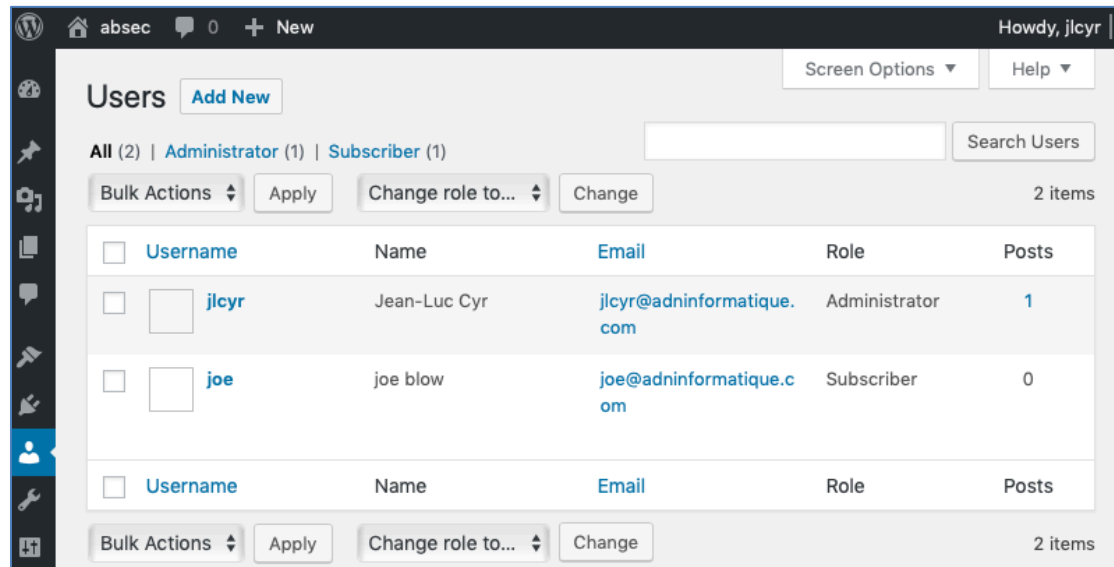 absec 0 + New Howdy, jlcyr
Screen Options ▼ Help ▼
Users Add New
All (2) | Administrator (1) | Subscriber (1) Search Users
Bulk Actions Apply Change role to... Change 2 items
Username Name Email Role Posts
jlcyr Jean-Luc Cyr jlcyr@adninformatique. Administrator 1
com
joe joe blow joe@adninformatique.c Subscriber 0
om
Username Name Email Role Posts
Bulk Actions Apply Change role to... Change 2 items